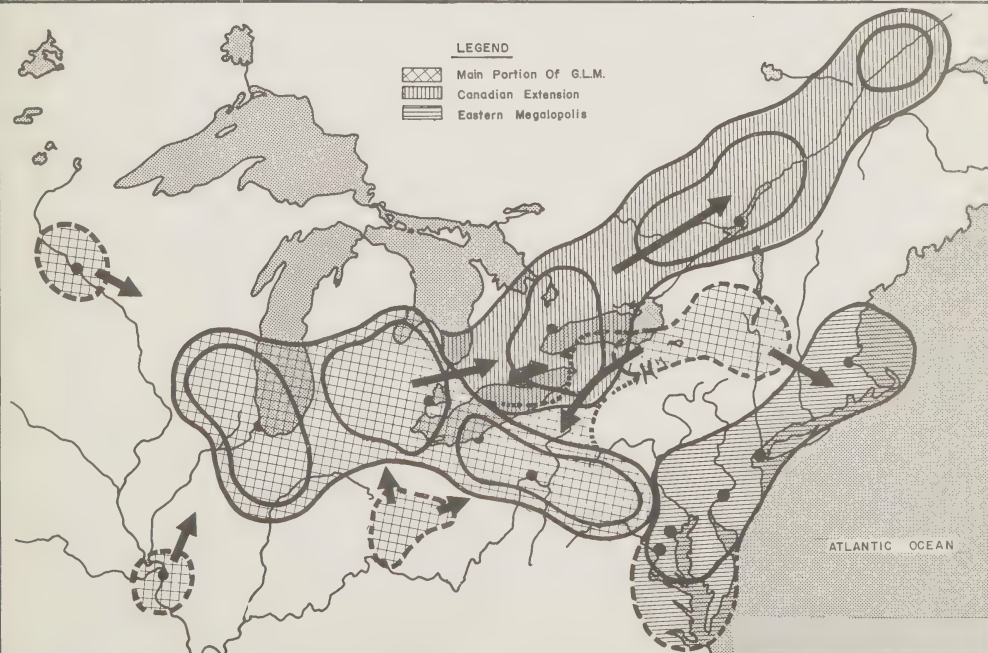 LEGEND
Main Portion Of G.L.M.
Canadian Extension
Eastern Megalopolis
ATLANTIC OCEAN